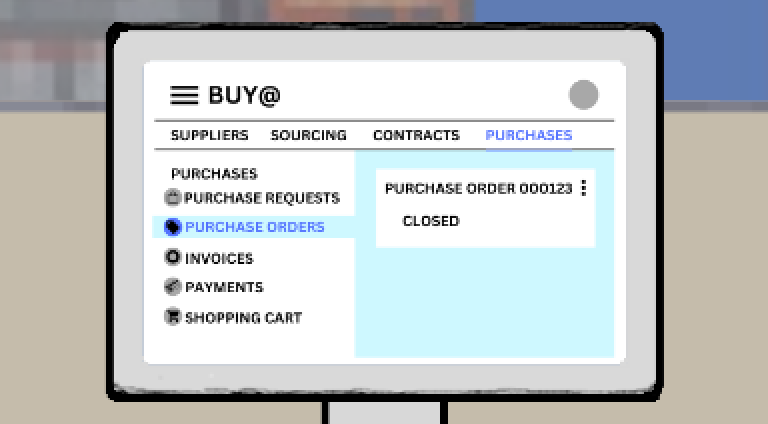 BUY@
SUPPLIERS SOURCING CONTRACTS PURCHASES
PURCHASES
PURCHASE REQUESTS
PURCHASE ORDERS
INVOICES
PAYMENTS
SHOPPING CART
PURCHASE ORDER 000123
CLOSED